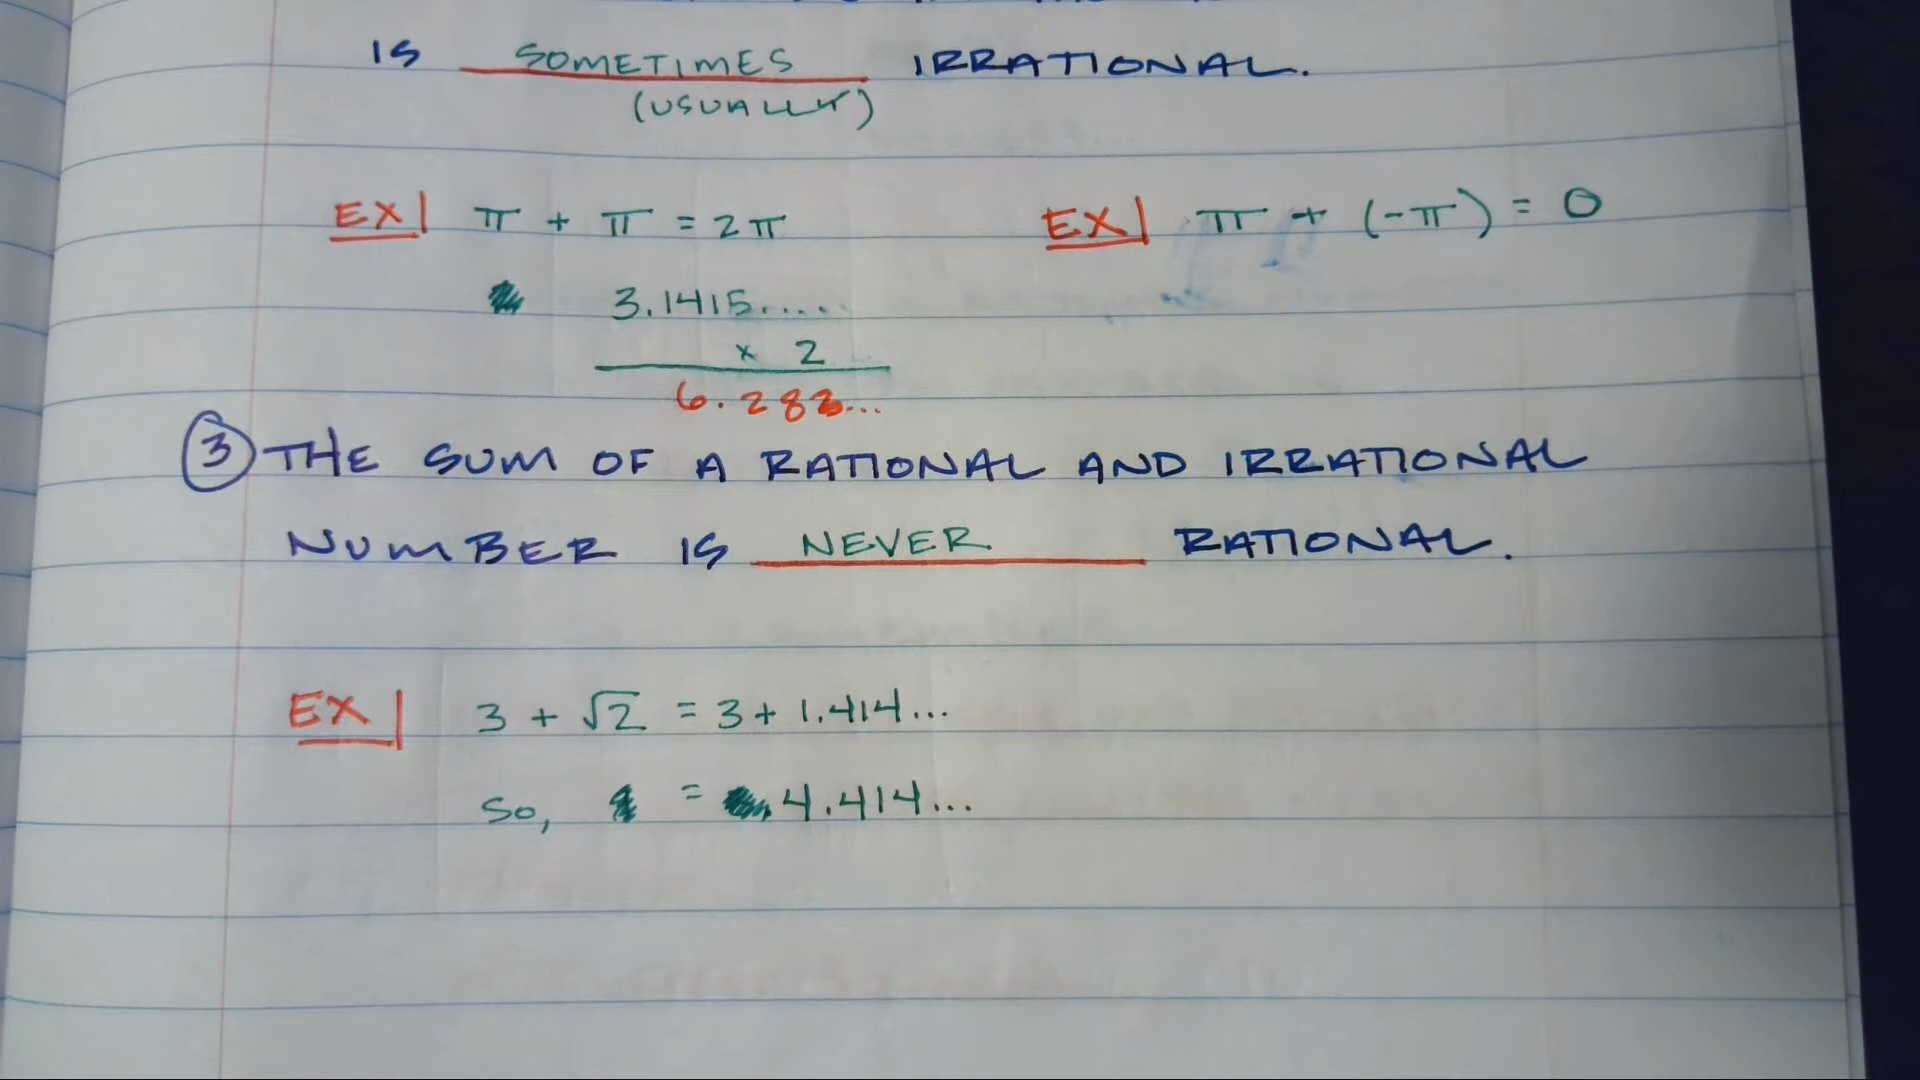 IS SOMETIMES IRRATIONAL.
(USUALLY)
EX| π + π = 2π
3.1415.....
x 2
6.283...
EX| π + (-π) = 0
③ THE SUM OF A RATIONAL AND IRRATIONAL
NUMBER IS NEVER RATIONAL.
EX| 3 + √2 = 3 + 1.414...
So, = 4.414...